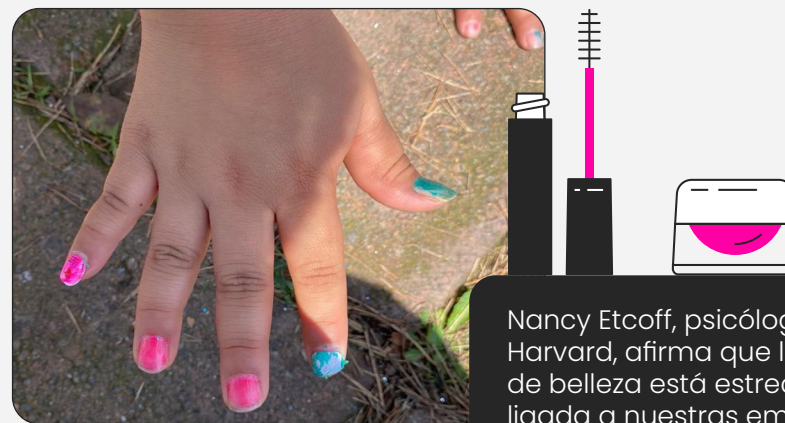 Nancy Etcoff,
Harvard, afirma que
de belleza está
ligada a nuestras